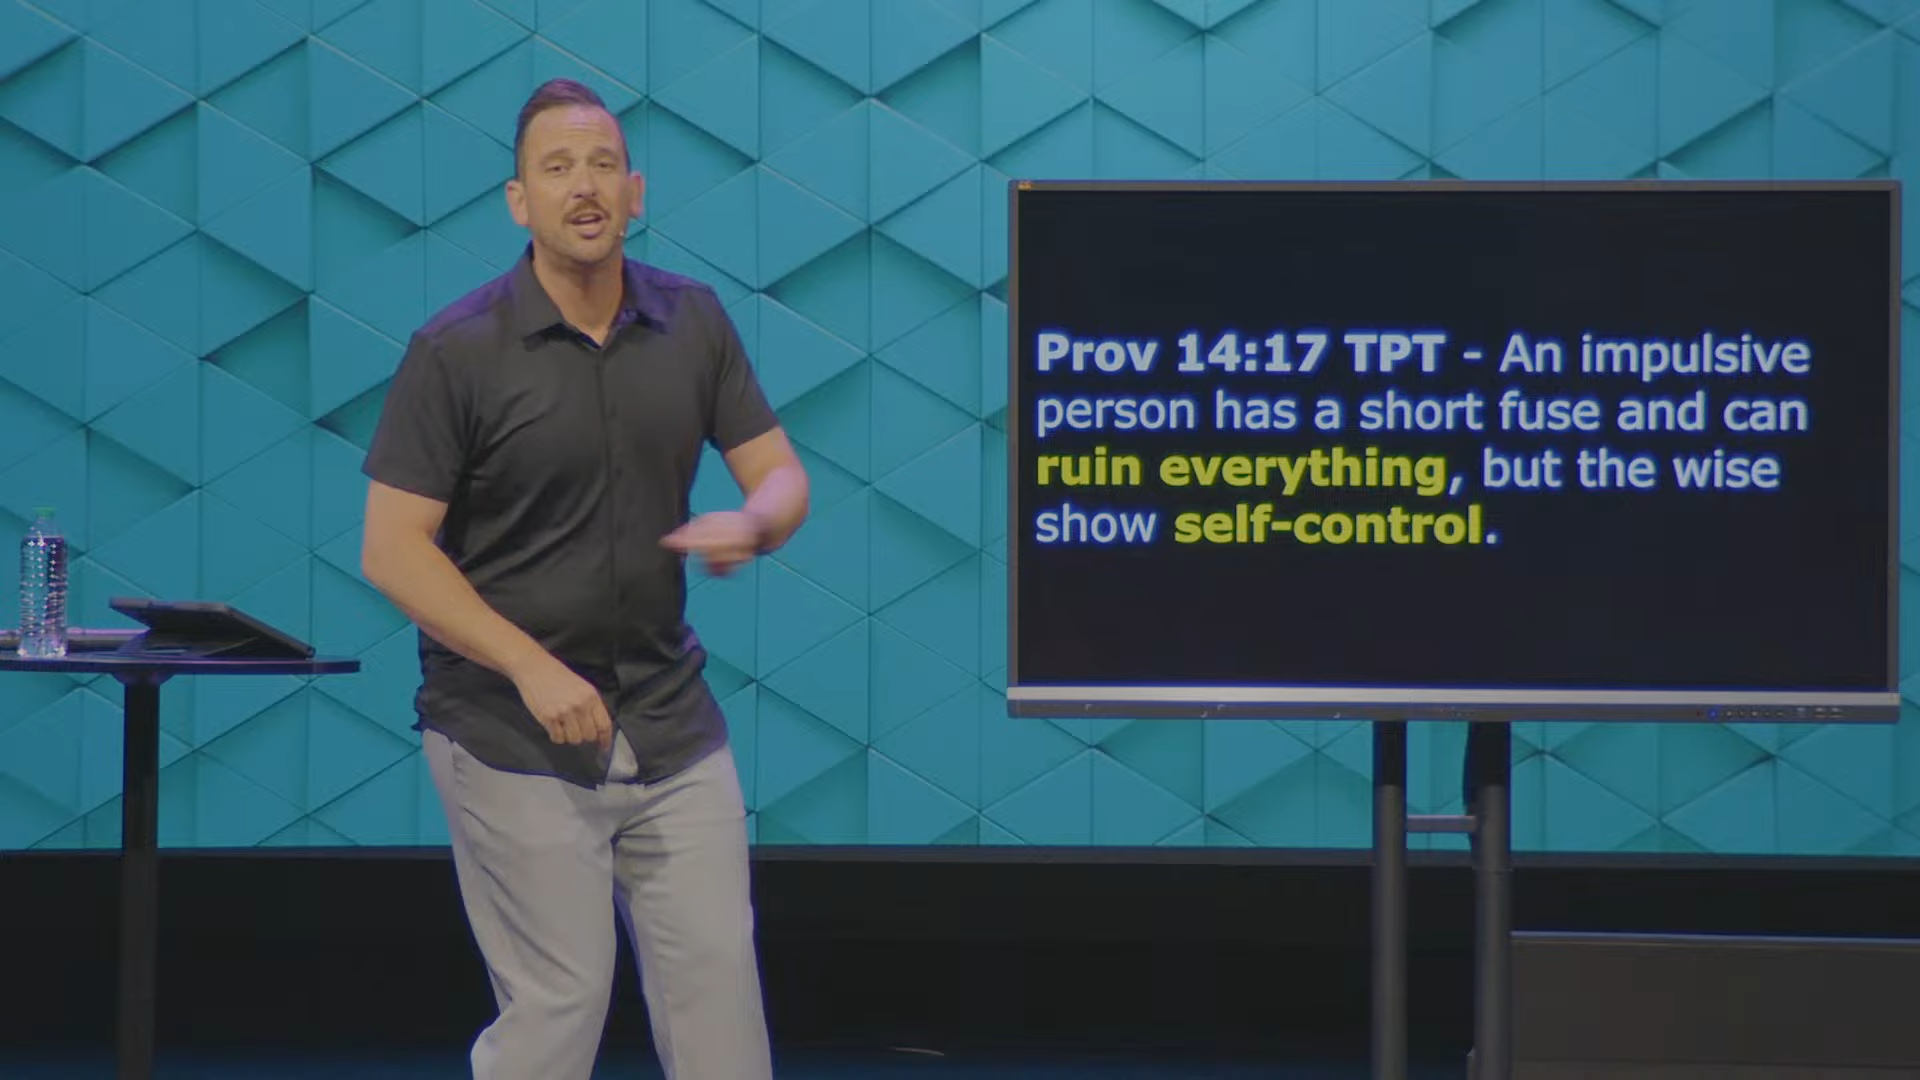 Prov 14:17 TPT - An impulsive
person has a short fuse and can
ruin everything, but the wise
show self-control.